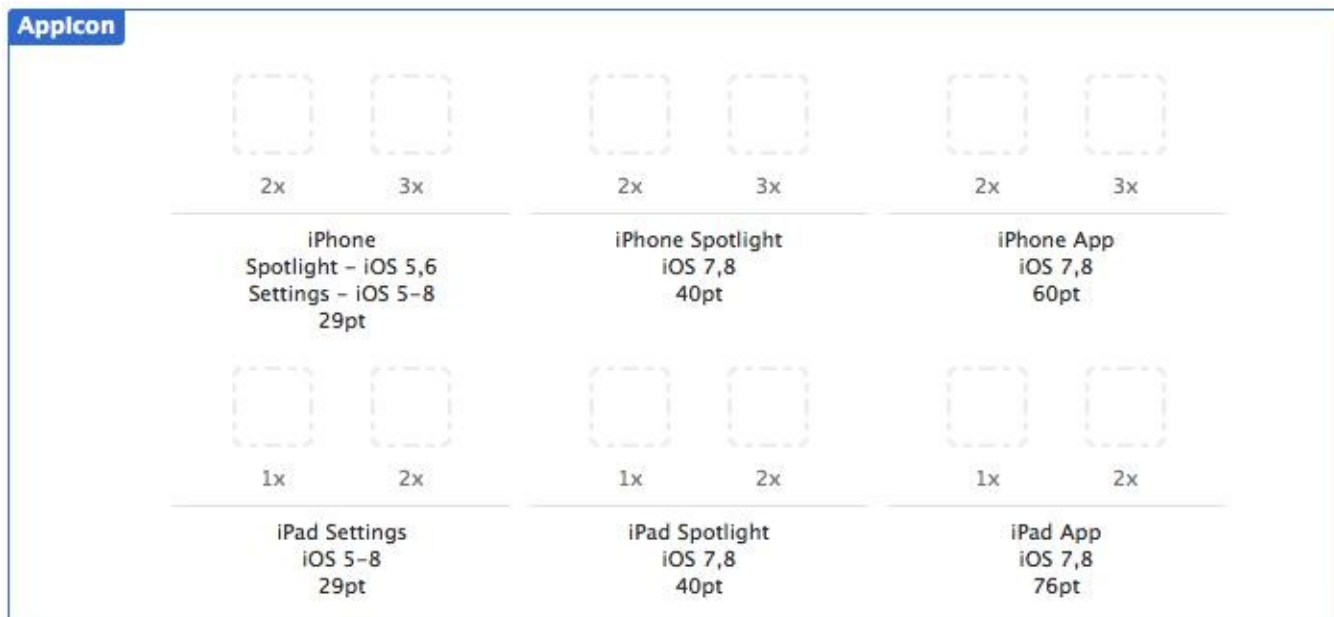 AppIcon
2x 3x 2x 3x 2x 3x
iPhone
Spotlight – iOS 5,6
Settings – iOS 5–8
29pt
iPhone Spotlight
iOS 7,8
40pt
iPhone App
iOS 7,8
60pt
1x 2x 1x 2x 1x 2x
iPad Settings
iOS 5–8
29pt
iPad Spotlight
iOS 7,8
40pt
iPad App
iOS 7,8
76pt